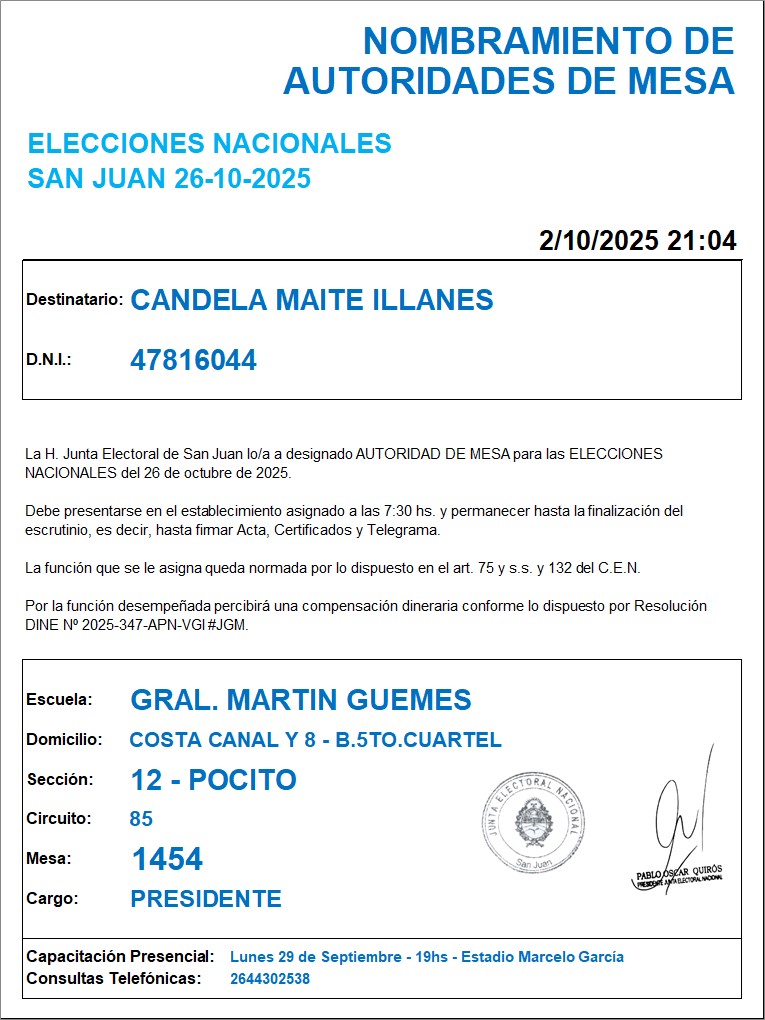 NOMBRAMIENTO DE
AUTORIDADES DE MESA
ELECCIONES NACIONALES
SAN JUAN 26-10-2025
2/10/2025 21:04
Destinatario: CANDELA MAITE ILLANES
D.N.I.: 47816044
La H. Junta Electoral de San Juan lo/a a designado AUTORIDAD DE MESA para las ELECCIONES
NACIONALES del 26 de octubre de 2025.
Debe presentarse en el establecimiento asignado a las 7:30 hs. y permanecer hasta la finalización del
escrutinio, es decir, hasta firmar Acta, Certificados y Telegrama.
La función que se le asigna queda normada por lo dispuesto en el art. 75 y s.s. y 132 del C.E.N.
Por la función desempeñada percibirá una compensación dineraria conforme lo dispuesto por Resolución
DINE Nº 2025-347-APN-VGI#JGM.
Escuela: GRAL. MARTIN GUEMES
Domicilio: COSTA CANAL Y 8 - B.5TO.CUARTEL
Sección: 12 - POCITO
Circuito: 85
Mesa: 1454
Cargo: PRESIDENTE
JUNTA ELECTORAL NACIONAL
San Juan
PABLO OSCAR QUIRÓS
PRESIDENTE JUNTA ELECTORAL NACIONAL
Capacitación Presencial: Lunes 29 de Septiembre - 19hs - Estadio Marcelo García
Consultas Telefónicas: 2644302538